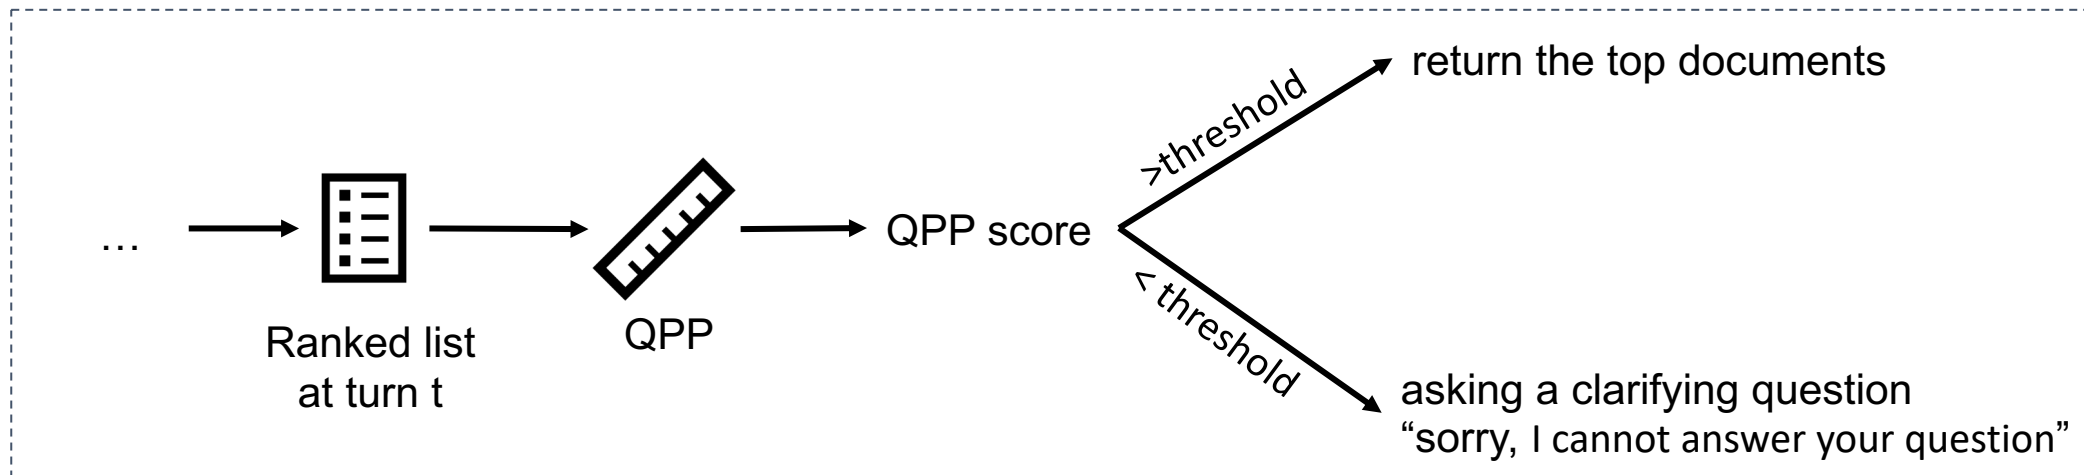 ...
Ranked list
at turn t
QPP
QPP score
>threshold
return the top documents
< threshold
asking a clarifying question
“sorry, I cannot answer your question”